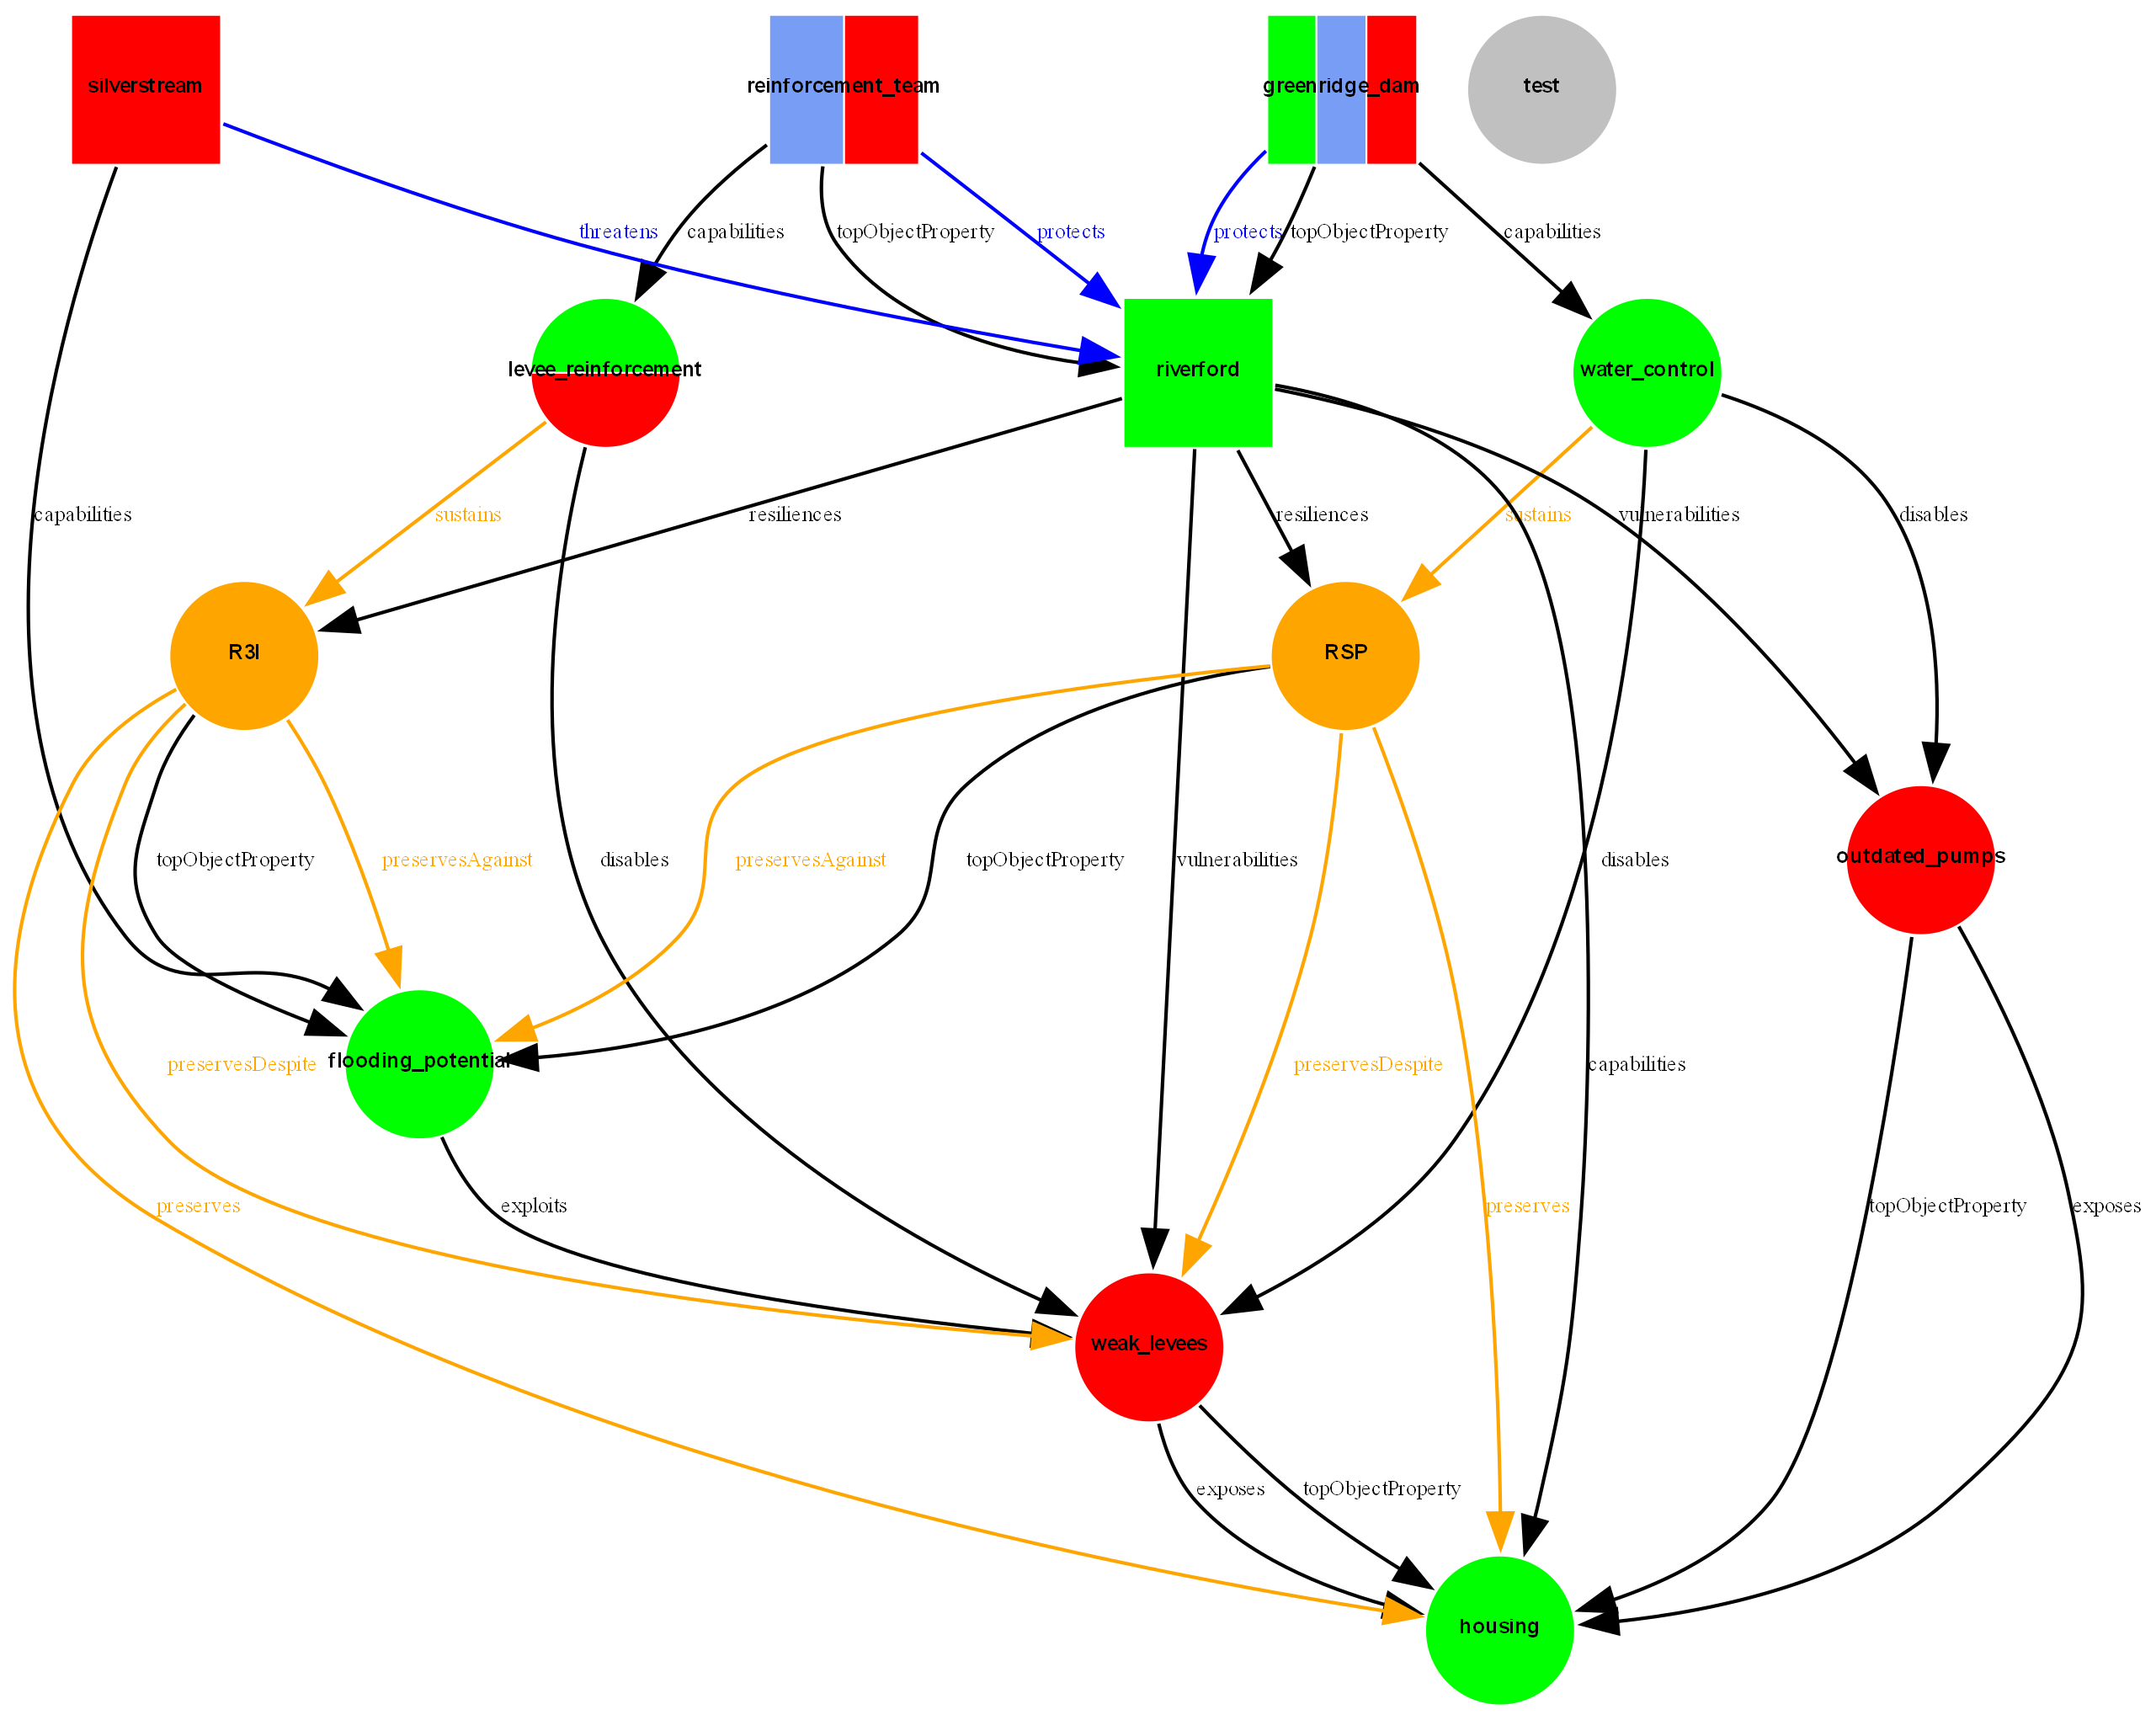 silverstream
reinforcement_team
greenridge_dam
test
threatens
capabilities
topObjectProperty
protects
protects
topObjectProperty
capabilities
levee_reinforcement
riverford
water_control
capabilities
sustains
resiliences
resiliences
sustains
vulnerabilities
disables
R3I
RSP
topObjectProperty
preservesAgainst
disables
preservesAgainst
topObjectProperty
vulnerabilities
disables
outdated_pumps
preservesDespite
flooding_potential
preservesDespite
capabilities
preserves
exploits
preserves
topObjectProperty
exposes
weak_levees
exposes
topObjectProperty
housing